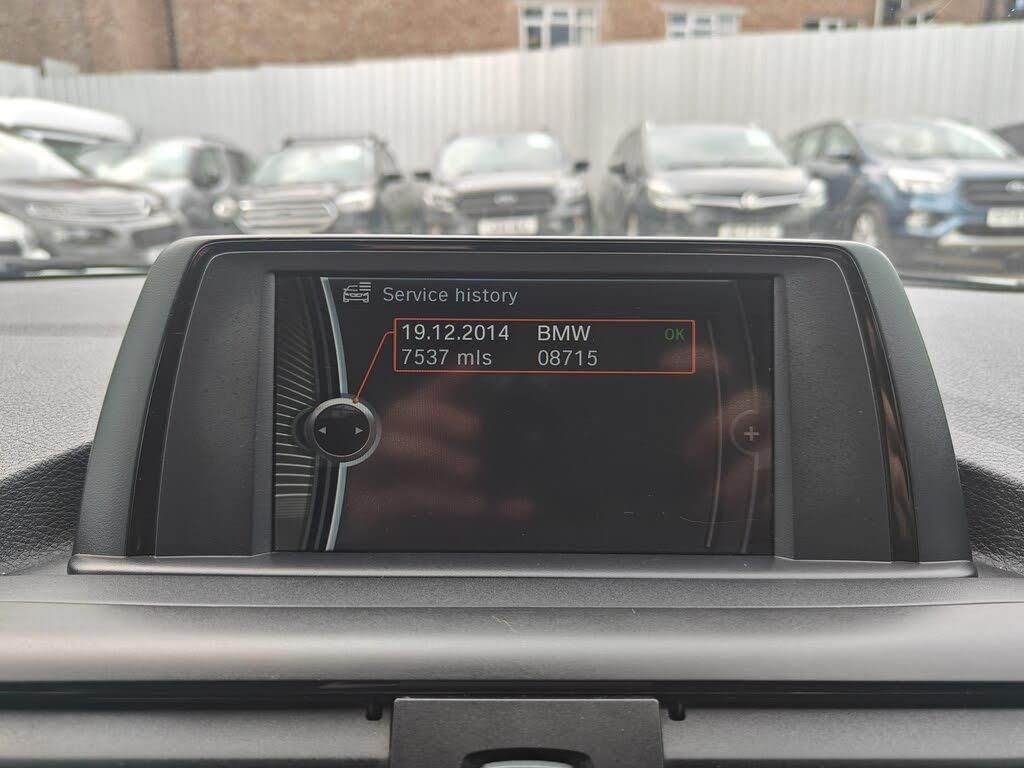 Service history
19.12.2014 BMW OK
7537 mls 08715